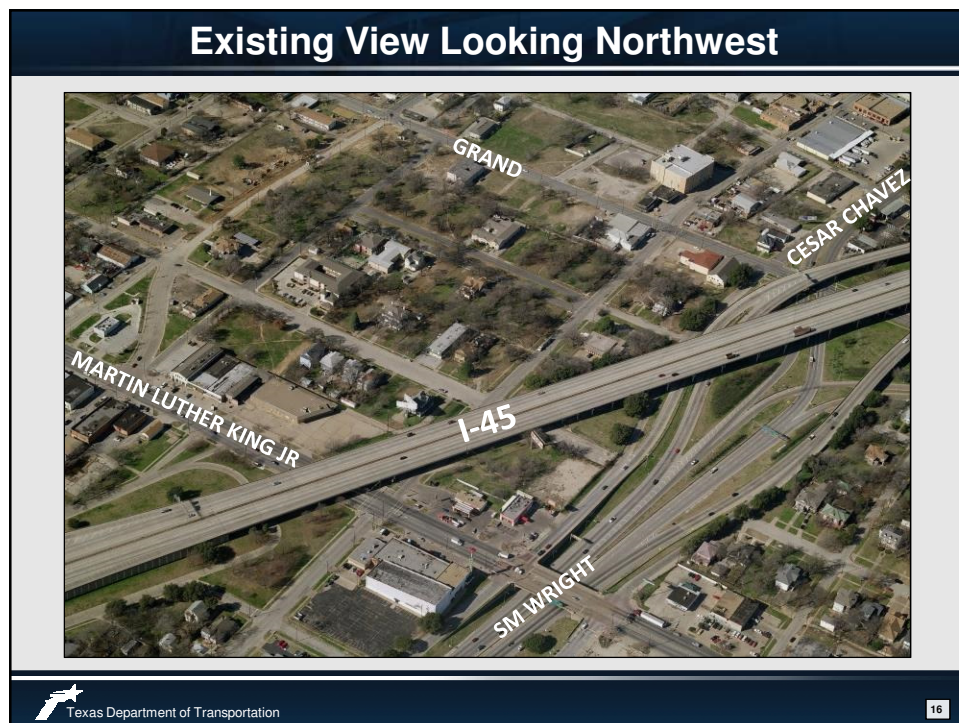 Existing View Looking Northwest
GRAND
CESAR CHAVEZ
MARTIN LUTHER KING JR
I-45
SM WRIGHT
Texas Department of Transportation
16